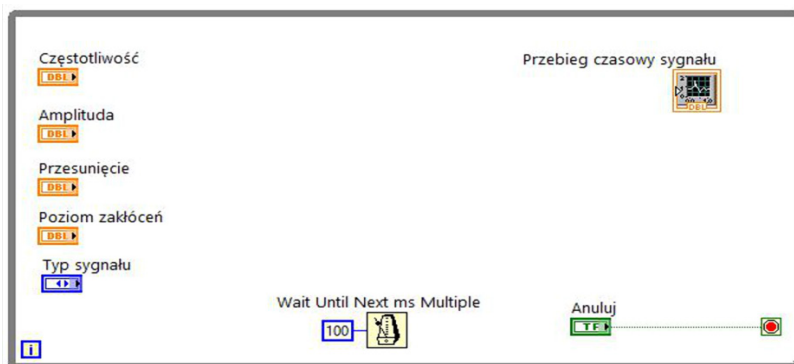 Częstotliwość
DBL
Przebieg czasowy sygnału
DBL
Amplituda
DBL
Przesunięcie
DBL
Poziom zakłóceń
DBL
Typ sygnału
Wait Until Next ms Multiple
100
Anuluj
TF
i